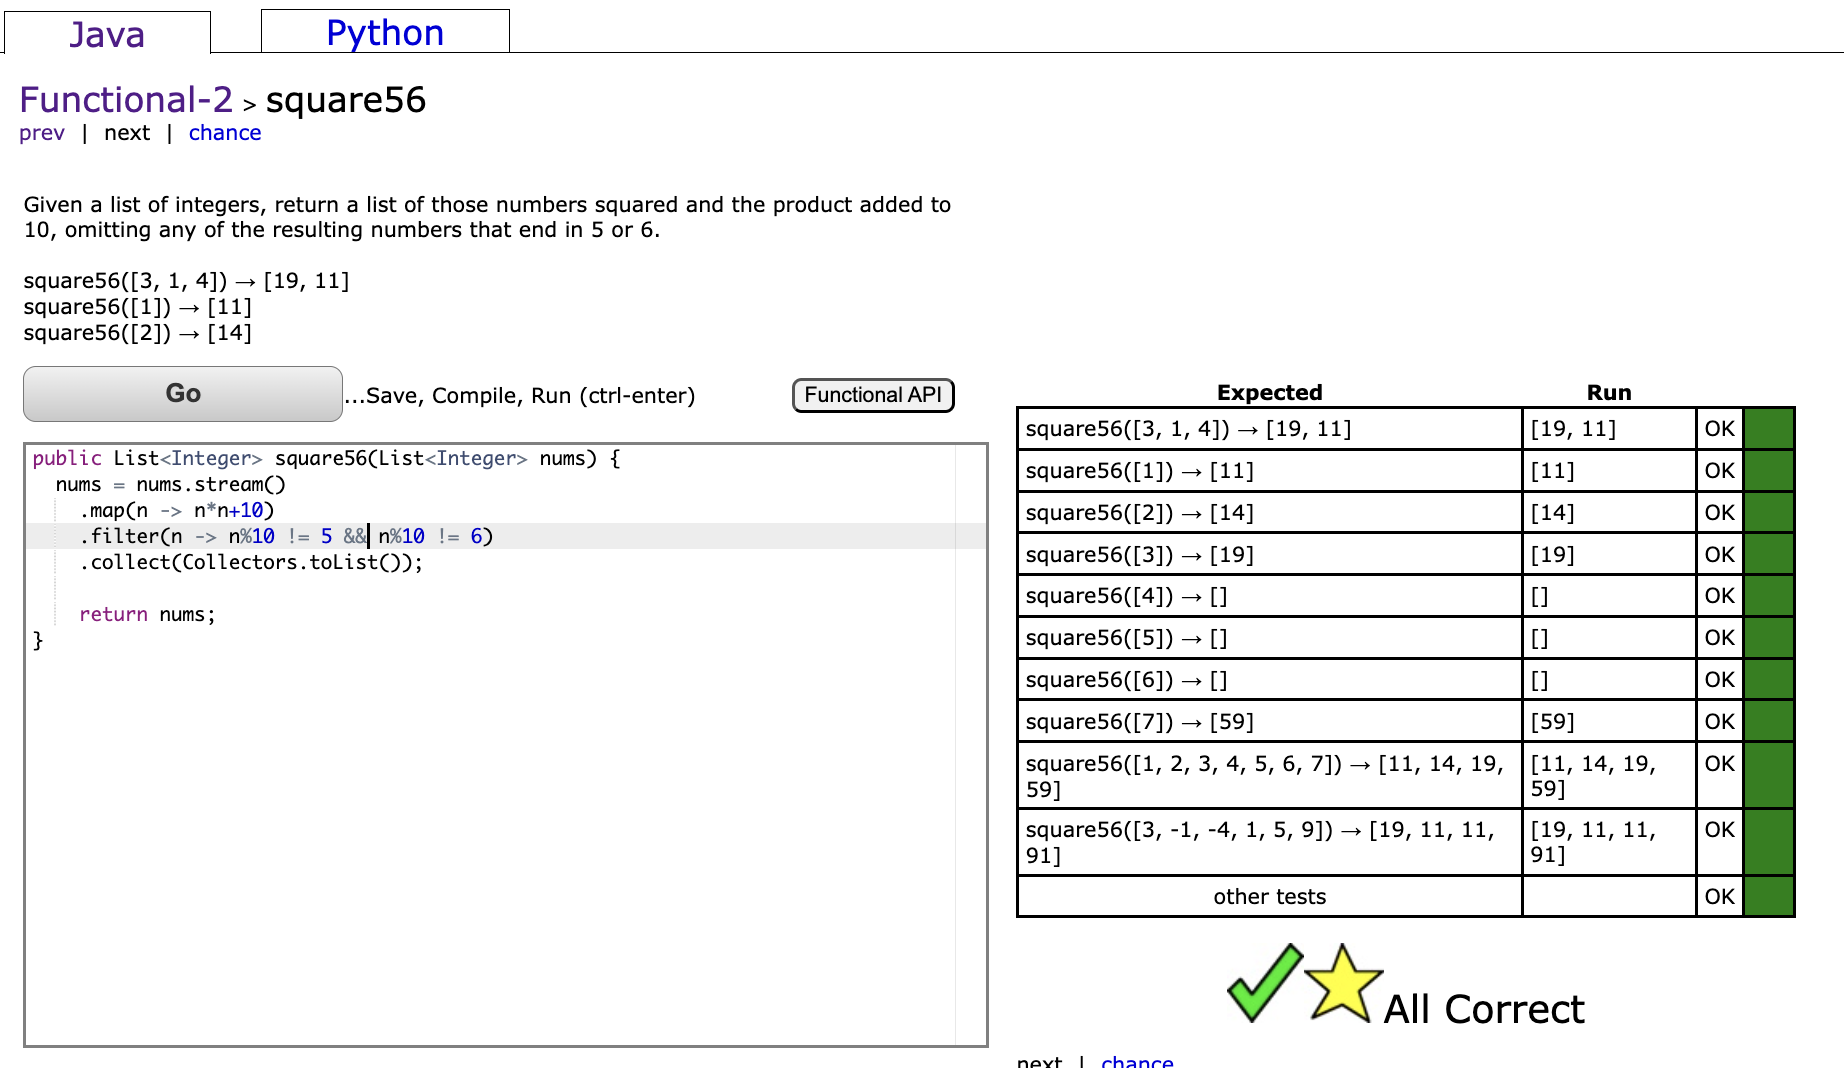 Java
Python
Functional-2 > square56
prev | next | chance
Given a list of integers, return a list of those numbers squared and the product added to
10, omitting any of the resulting numbers that end in 5 or 6.
square56([3, 1, 4]) → [19, 11]
square56([1]) → [11]
square56([2]) → [14]
Go
...Save, Compile, Run (ctrl-enter)
Functional API
public List<Integer> square56(List<Integer> nums) {
  nums = nums.stream()
    .map(n -> n*n+10)
    .filter(n -> n%10 != 5 && n%10 != 6)
    .collect(Collectors.toList());
    return nums;
}
Expected Run
square56([3, 1, 4]) → [19, 11] [19, 11] OK
square56([1]) → [11] [11] OK
square56([2]) → [14] [14] OK
square56([3]) → [19] [19] OK
square56([4]) → [] [] OK
square56([5]) → [] [] OK
square56([6]) → [] [] OK
square56([7]) → [59] [59] OK
square56([1, 2, 3, 4, 5, 6, 7]) → [11, 14, 19, [11, 14, 19, OK
59] 59]
square56([3, -1, -4, 1, 5, 9]) → [19, 11, 11, [19, 11, 11, OK
91] 91]
other tests OK
All Correct
next | chance